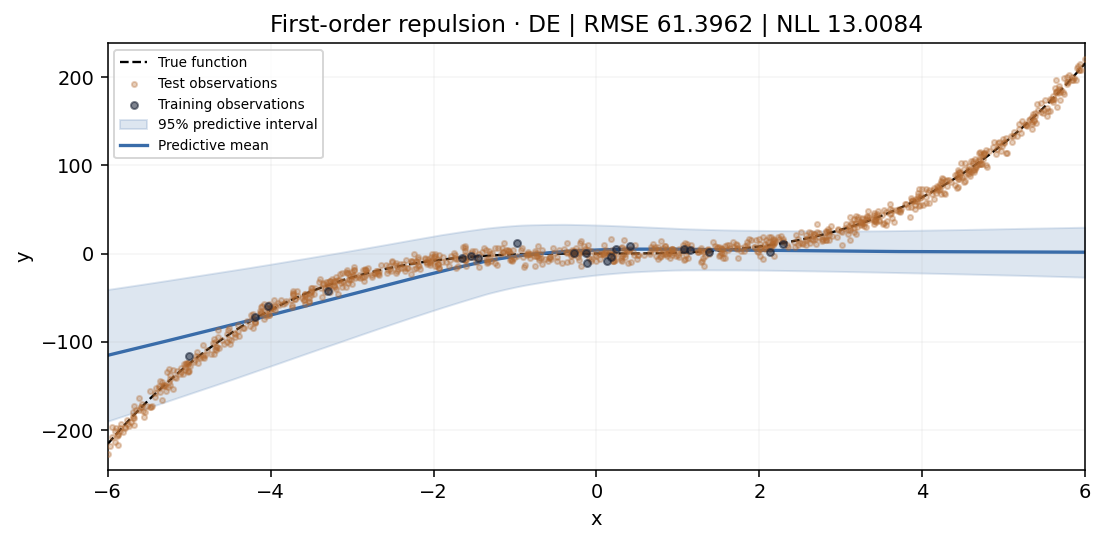 First-order repulsion · DE | RMSE 61.3962 | NLL 13.0084
True function
Test observations
Training observations
95% predictive interval
Predictive mean
200
100
0
−100
−200
y
−6
−4
−2
0
2
4
6
x